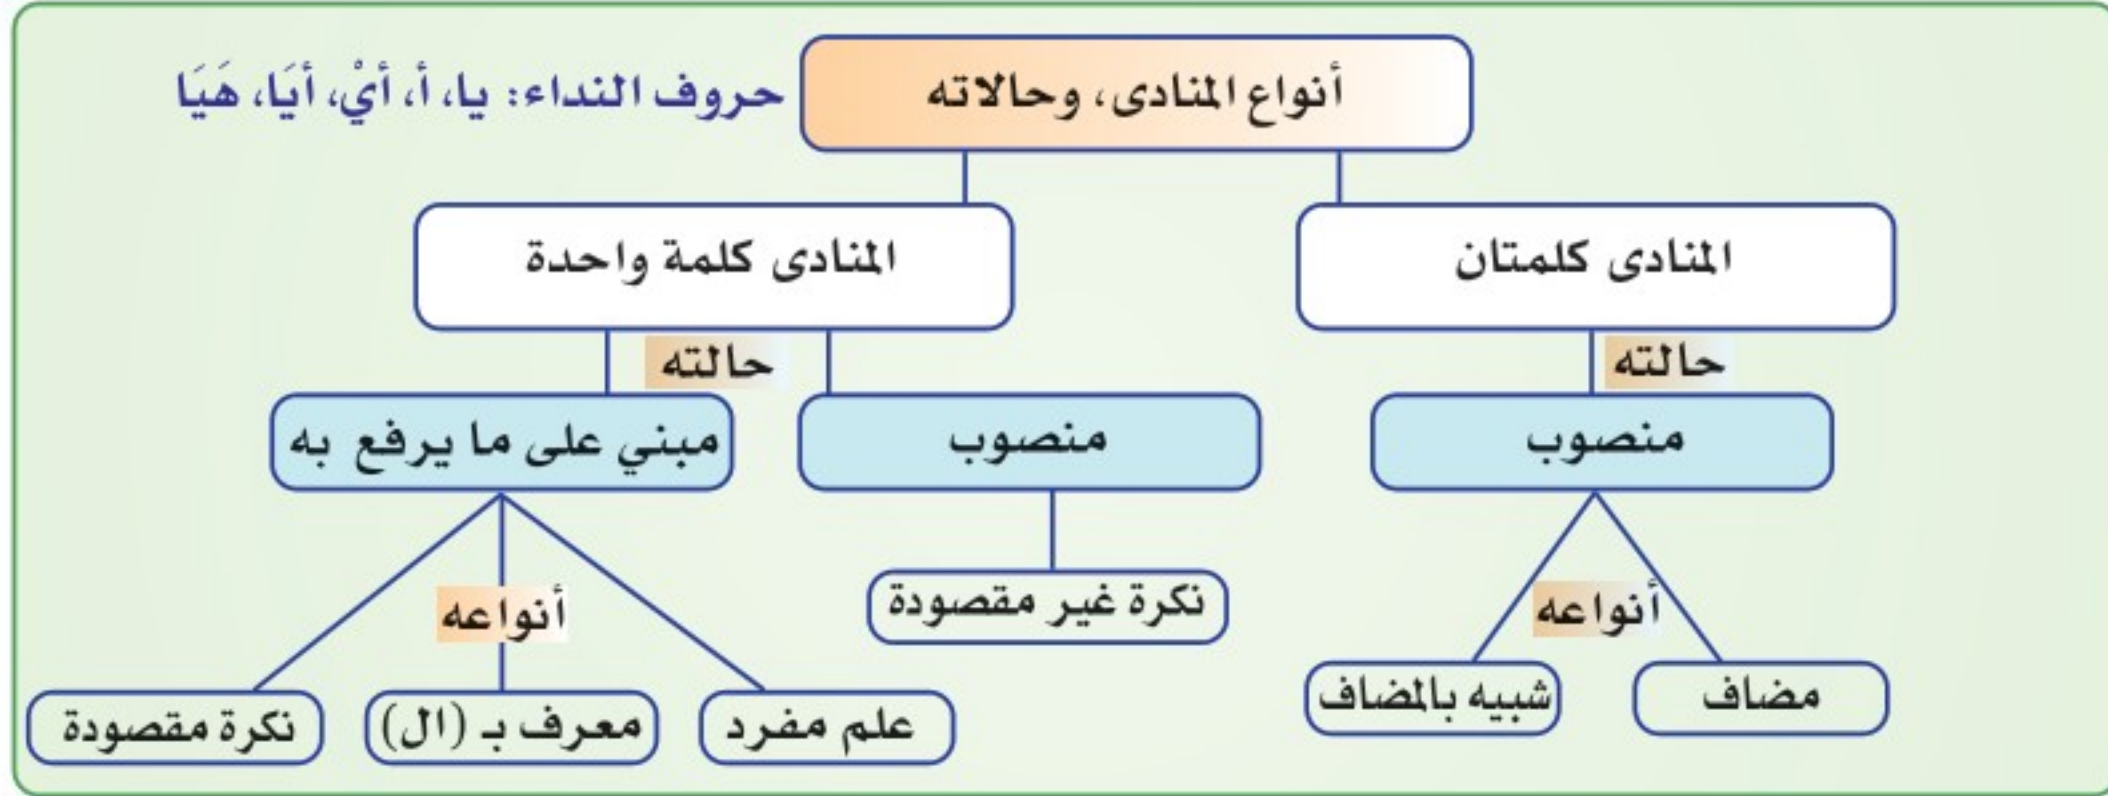 أنواع المنادى، وحالاته
حروف النداء: يا، أ، أيْ، أيَا، هَيَا
المنادى كلمتان
المنادى كلمة واحدة
حالته
حالته
منصوب
منصوب
مبني على ما يرفع به
أنواعه
نكرة غير مقصودة
أنواعه
مضاف
شبيه بالمضاف
علم مفرد
معرف بـ (ال)
نكرة مقصودة